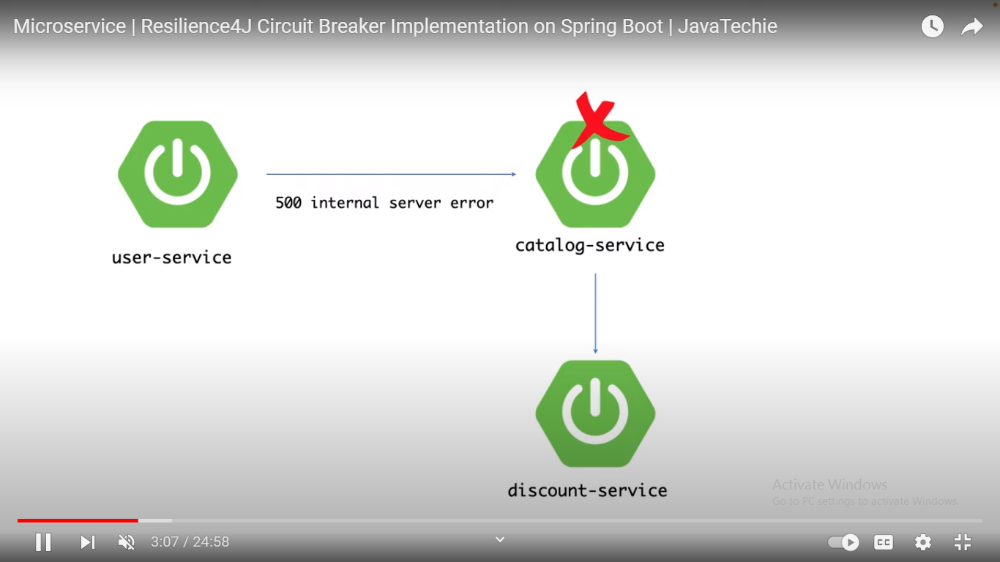 Microservice | Resilience4J Circuit Breaker Implementation on Spring Boot | JavaTechie
500 internal server error
catalog-service
user-service
discount-service
Activate Windows
Go to PC settings to activate Windows.
3:07 / 24:58
CC